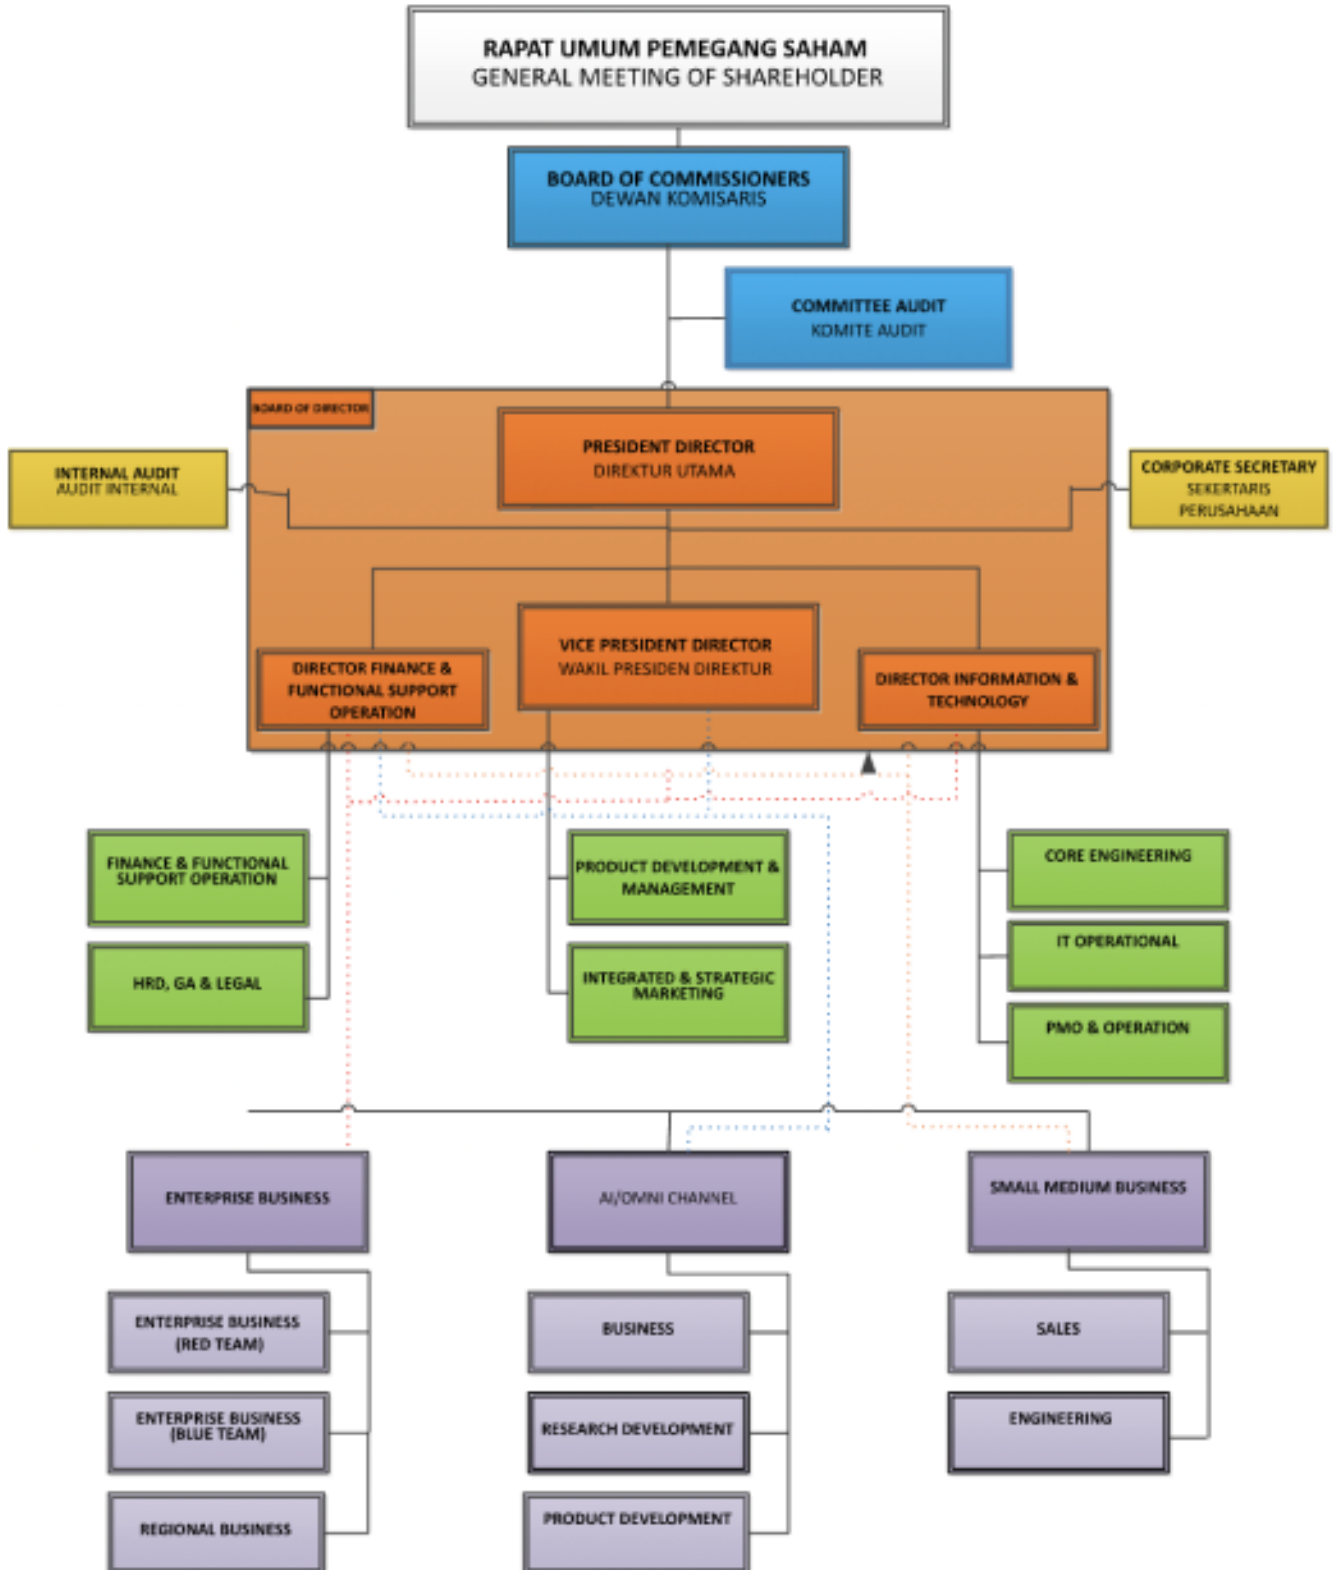 RAPAT UMUM PEMEGANG SAHAM
GENERAL MEETING OF SHAREHOLDER
BOARD OF COMMISSIONERS
DEWAN KOMISARIS
COMMITTEE AUDIT
KOMITE AUDIT
BOARD OF DIRECTOR
PRESIDENT DIRECTOR
DIREKTUR UTAMA
INTERNAL AUDIT
AUDIT INTERNAL
CORPORATE SECRETARY
SEKERTARIS
PERUSAHAAN
DIRECTOR FINANCE &
FUNCTIONAL SUPPORT
OPERATION
VICE PRESIDENT DIRECTOR
WAKIL PRESIDEN DIREKTUR
DIRECTOR INFORMATION &
TECHNOLOGY
FINANCE & FUNCTIONAL
SUPPORT OPERATION
HRD, GA & LEGAL
PRODUCT DEVELOPMENT &
MANAGEMENT
INTEGRATED & STRATEGIC
MARKETING
CORE ENGINEERING
IT OPERATIONAL
PMO & OPERATION
ENTERPRISE BUSINESS
AI/OMNI CHANNEL
SMALL MEDIUM BUSINESS
ENTERPRISE BUSINESS
(RED TEAM)
ENTERPRISE BUSINESS
(BLUE TEAM)
REGIONAL BUSINESS
BUSINESS
RESEARCH DEVELOPMENT
PRODUCT DEVELOPMENT
SALES
ENGINEERING